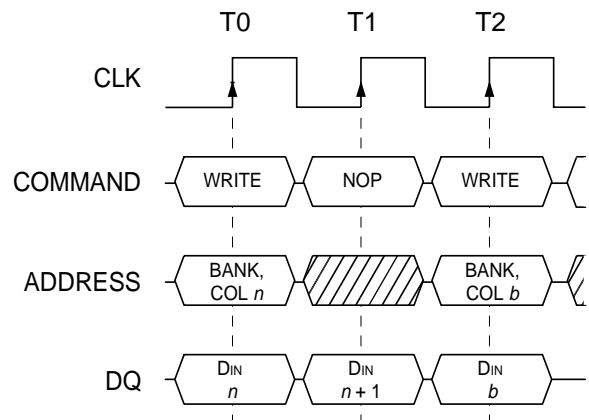 T0 T1 T2
CLK
COMMAND WRITE NOP WRITE
ADDRESS BANK, COL n BANK, COL b
DQ DIN n DIN n + 1 DIN b